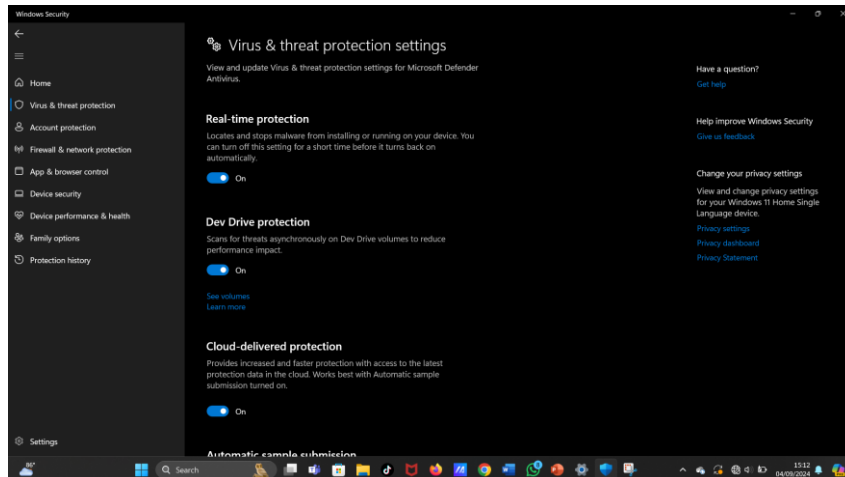 Windows Security
Virus & threat protection settings
View and update Virus & threat protection settings for Microsoft Defender
Antivirus.
Home
Virus & threat protection
Account protection
Firewall & network protection
App & browser control
Device security
Device performance & health
Family options
Protection history
Settings
Real-time protection
Locates and stops malware from installing or running on your device. You
can turn off this setting for a short time before it turns back on
automatically.
On
Dev Drive protection
Scans for threats asynchronously on Dev Drive volumes to reduce
performance impact.
On
See volumes
Learn more
Cloud-delivered protection
Provides increased and faster protection with access to the latest
protection data in the cloud. Works best with Automatic sample
submission turned on.
On
Automatic sample submission
Have a question?
Get help
Help improve Windows Security
Give us feedback
Change your privacy settings
View and change privacy settings
for your Windows 11 Home Single
Language device.
Privacy settings
Privacy dashboard
Privacy Statement
86°
Search
15:12
04/09/2024